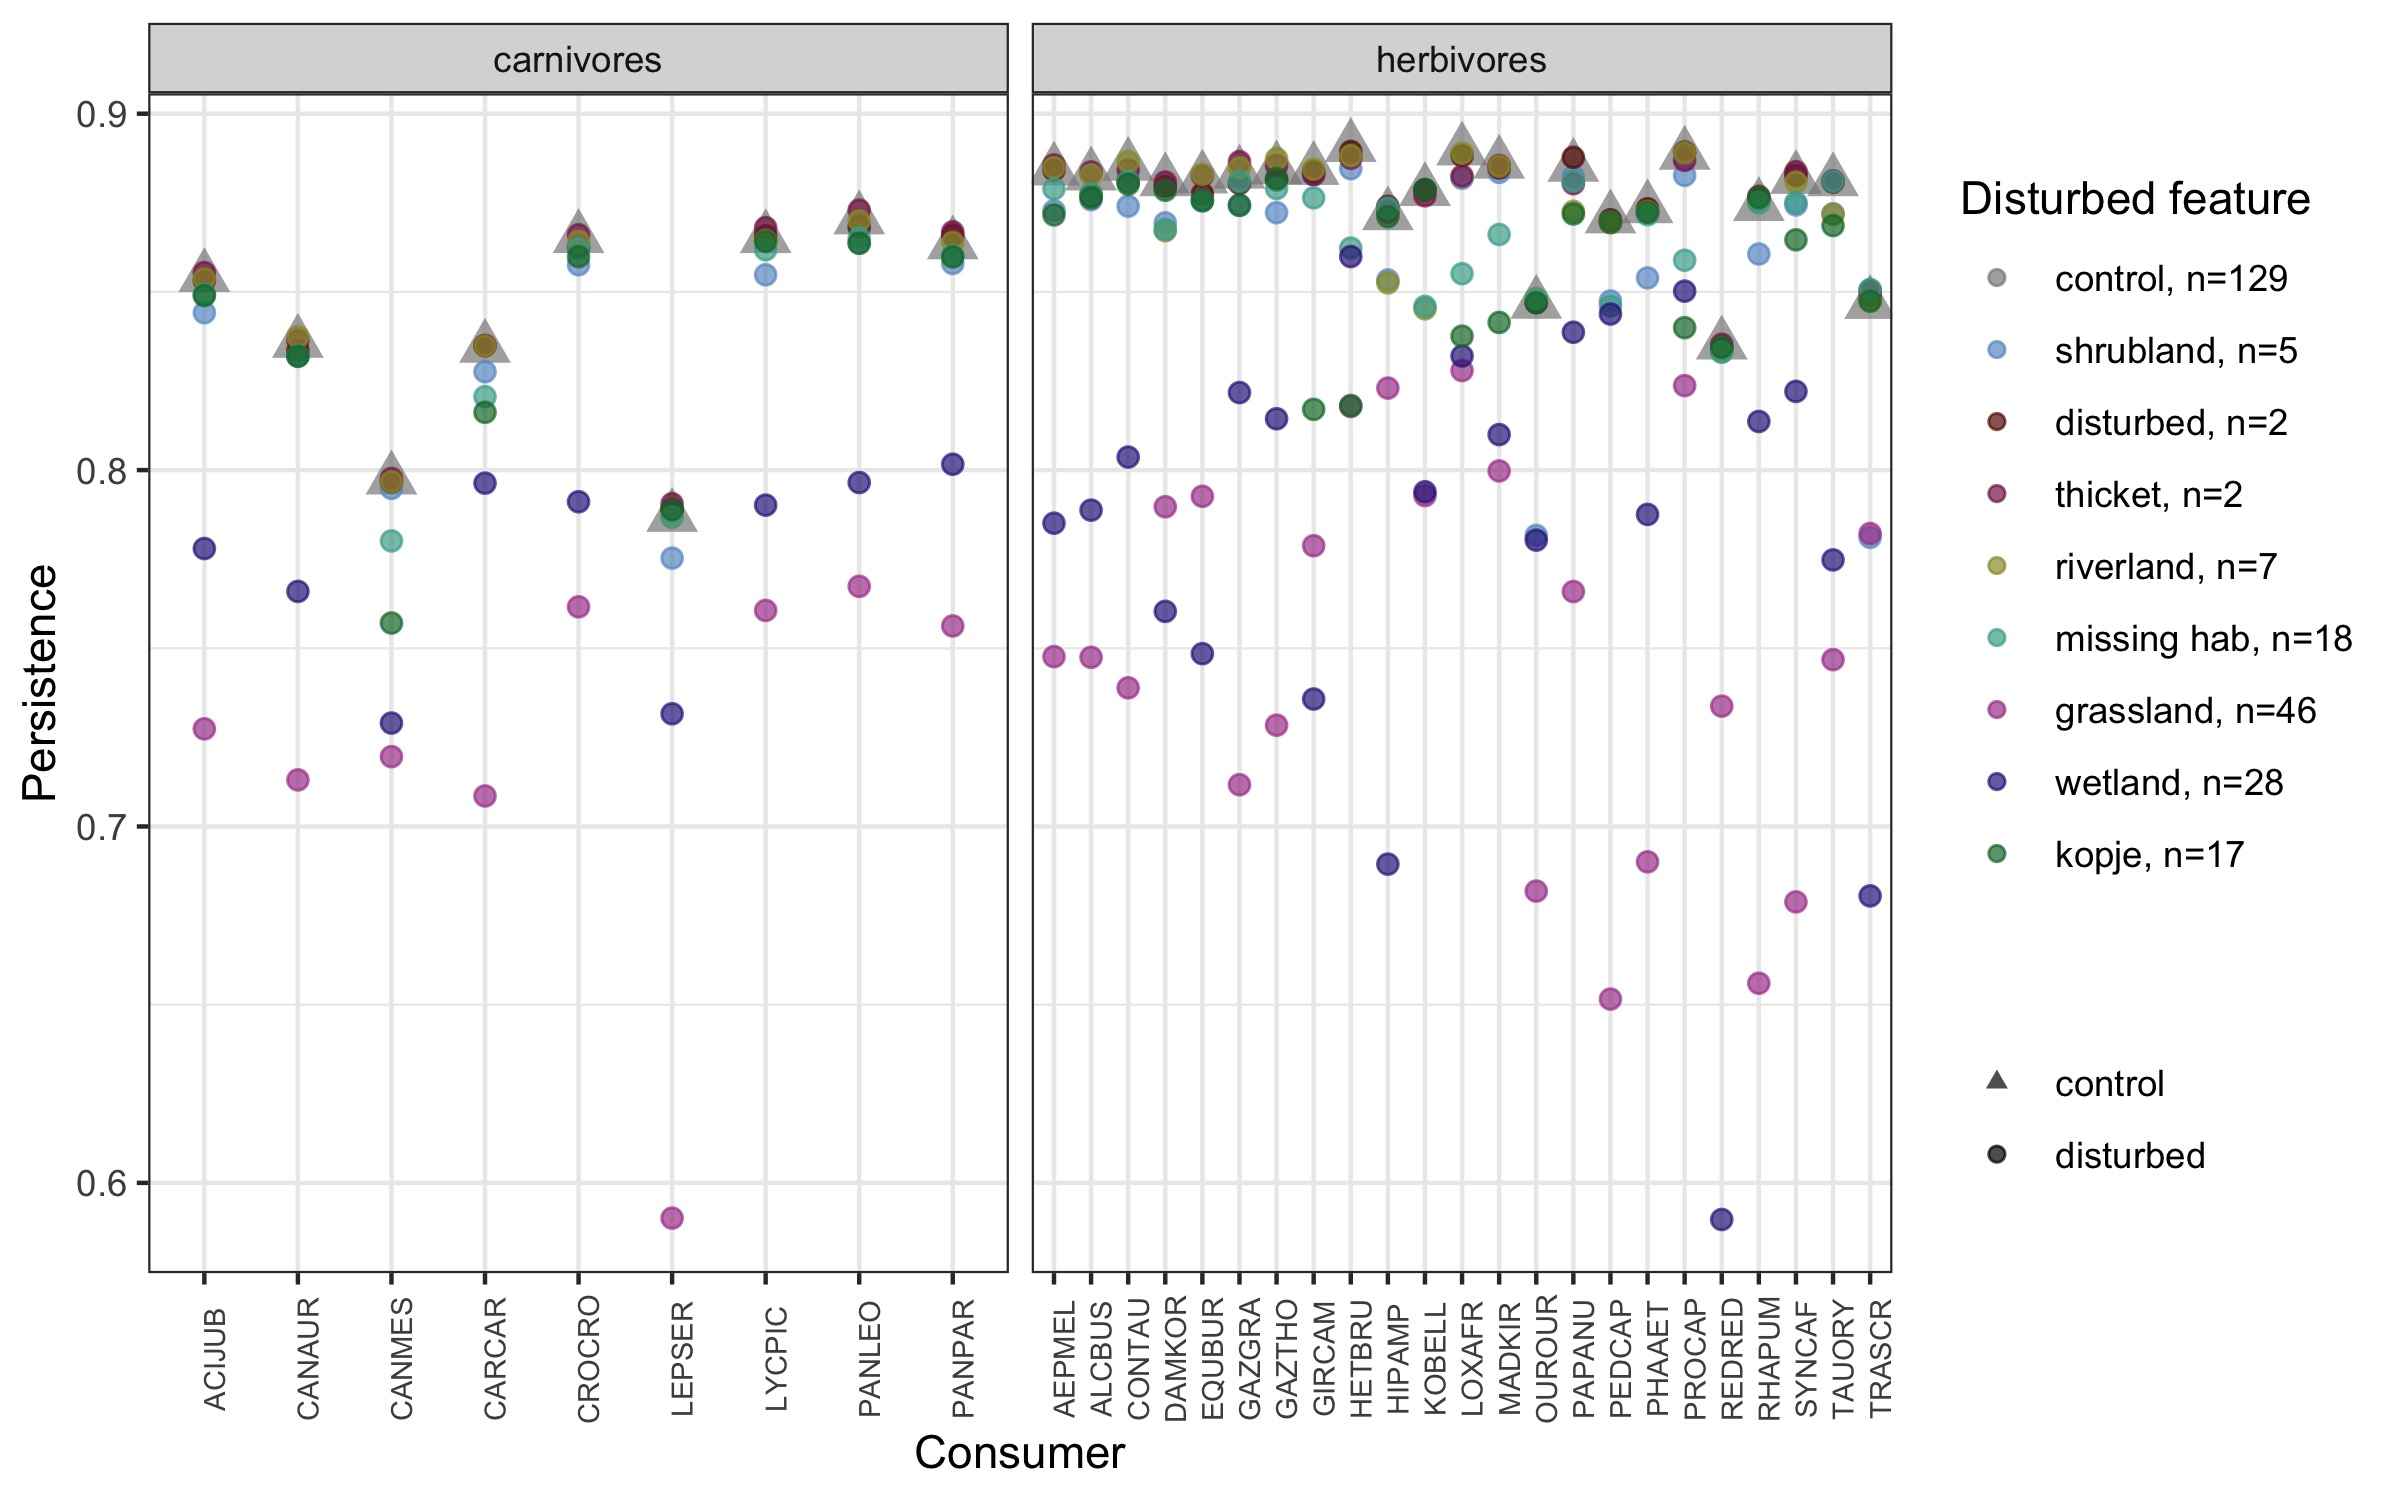 carnivores
herbivores
0.9
0.8
0.7
0.6
Persistence
ACIJUB
CANAUR
CANMES
CARCAR
CROCRO
LEPSER
LYCPIC
PANLEO
PANPAR
AEPMEL
ALCBUS
CONTAU
DAMKOR
EQUBUR
GAZGRA
GAZTHO
GIRCAM
HETBRU
HIPAMP
KOBELL
LOXAFR
MADKIR
OUROUR
PAPANU
PEDCAP
PHAAET
PROCAP
REDRED
RHAPUM
SYNCAF
TAUORY
TRASCR
Consumer
Disturbed feature
control, n=129
shrubland, n=5
disturbed, n=2
thicket, n=2
riverland, n=7
missing hab, n=18
grassland, n=46
wetland, n=28
kopje, n=17
control
disturbed